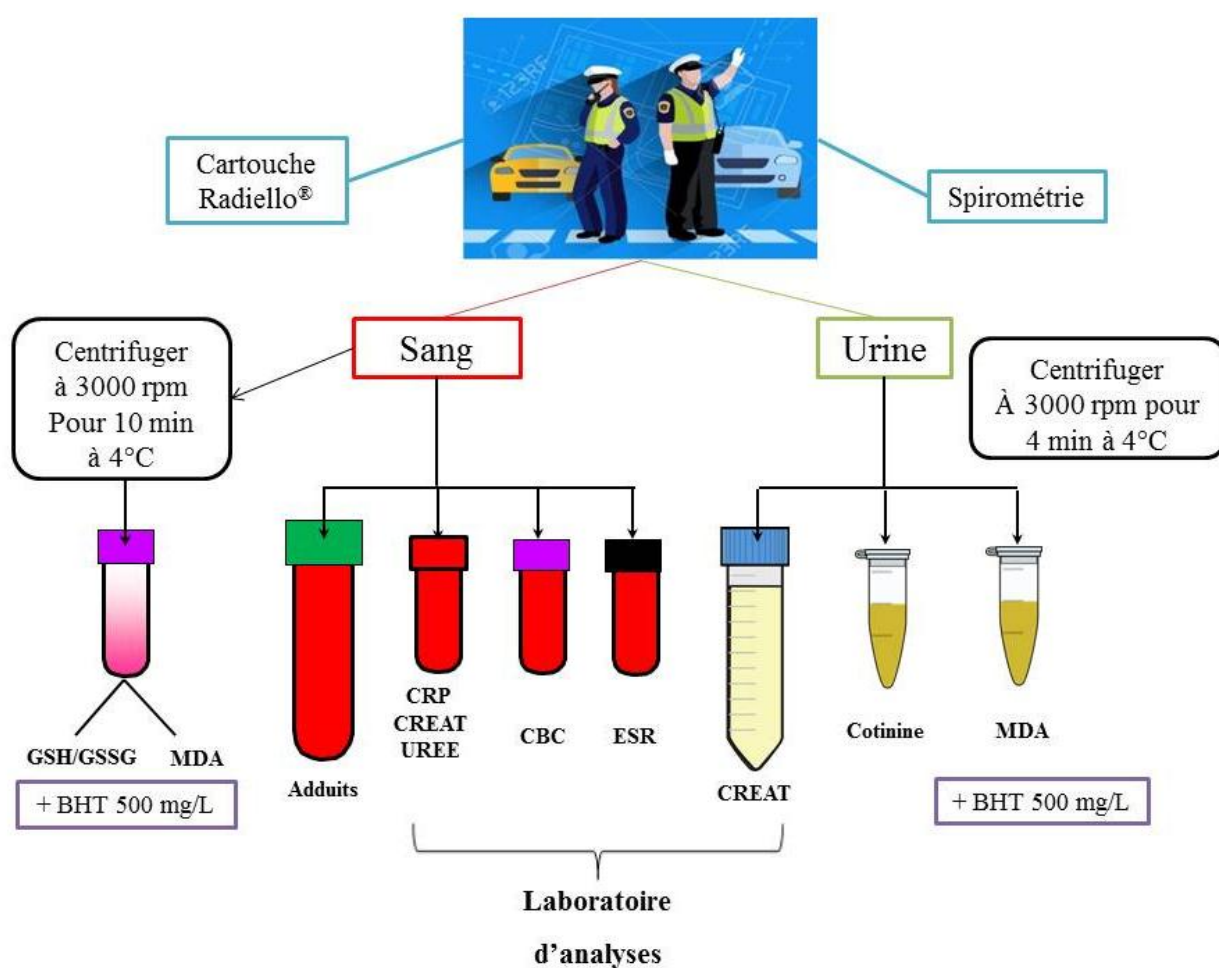 123RF
Cartouche
Radiello®
Spirométrie
123RF
Centrifuger
à 3000 rpm
Pour 10 min
à 4°C
Sang
Urine
Centrifuger
À 3000 rpm pour
4 min à 4°C
GSH/GSSG
MDA
+ BHT 500 mg/L
Adduits
CRP
CREAT
UREE
CBC
ESR
CREAT
Cotinine
MDA
+ BHT 500 mg/L
Laboratoire
d’analyses